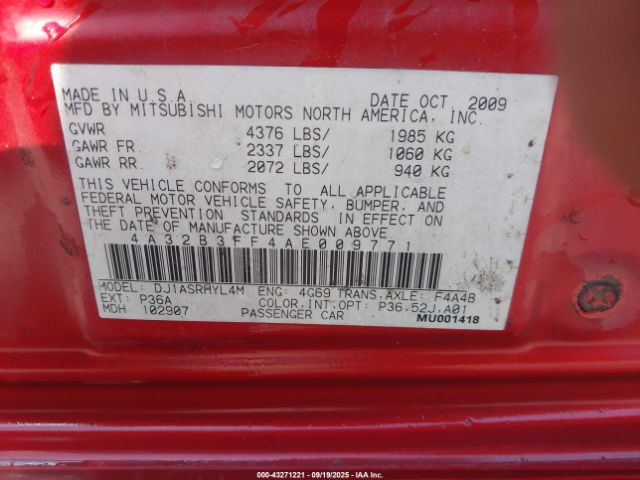 MADE IN U.S.A. DATE OCT 2009
MFD BY MITSUBISHI MOTORS NORTH AMERICA, INC.
GVWR 4376 LBS/ 1985 KG
GAWR FR 2337 LBS/ 1060 KG
GAWR RR 2072 LBS/ 940 KG
THIS VEHICLE CONFORMS TO ALL APPLICABLE
FEDERAL MOTOR VEHICLE SAFETY, BUMPER, AND
THEFT PREVENTION STANDARDS IN EFFECT ON
THE DATE OF MANUFACTURE SHOWN ABOVE
4A32B3FF4AE009771
MODEL: DJ1ASRHYL4M ENG: 4G69 TRANS.AXLE: F4A4B
EXT: P36A COLOR.INT.OPT: P36.52J.A01
MDH 102907 PASSENGER CAR MU001418
000-43271221 - 09/19/2025 - IAA Inc.